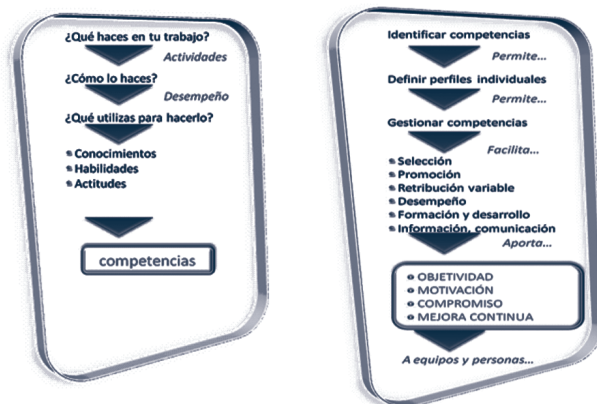 ¿Qué haces en tu trabajo?
Actividades
¿Cómo lo haces?
Desempeño
¿Qué utilizas para hacerlo?
Conocimientos
Habilidades
Actitudes
competencias
Identificar competencias
Permite...
Definir perfiles individuales
Permite...
Gestionar competencias
Facilita...
Selección
Promoción
Retribución variable
Desempeño
Formación y desarrollo
Información, comunicación
Aporta...
OBJETIVIDAD
MOTIVACIÓN
COMPROMISO
MEJORA CONTINUA
A equipos y personas...